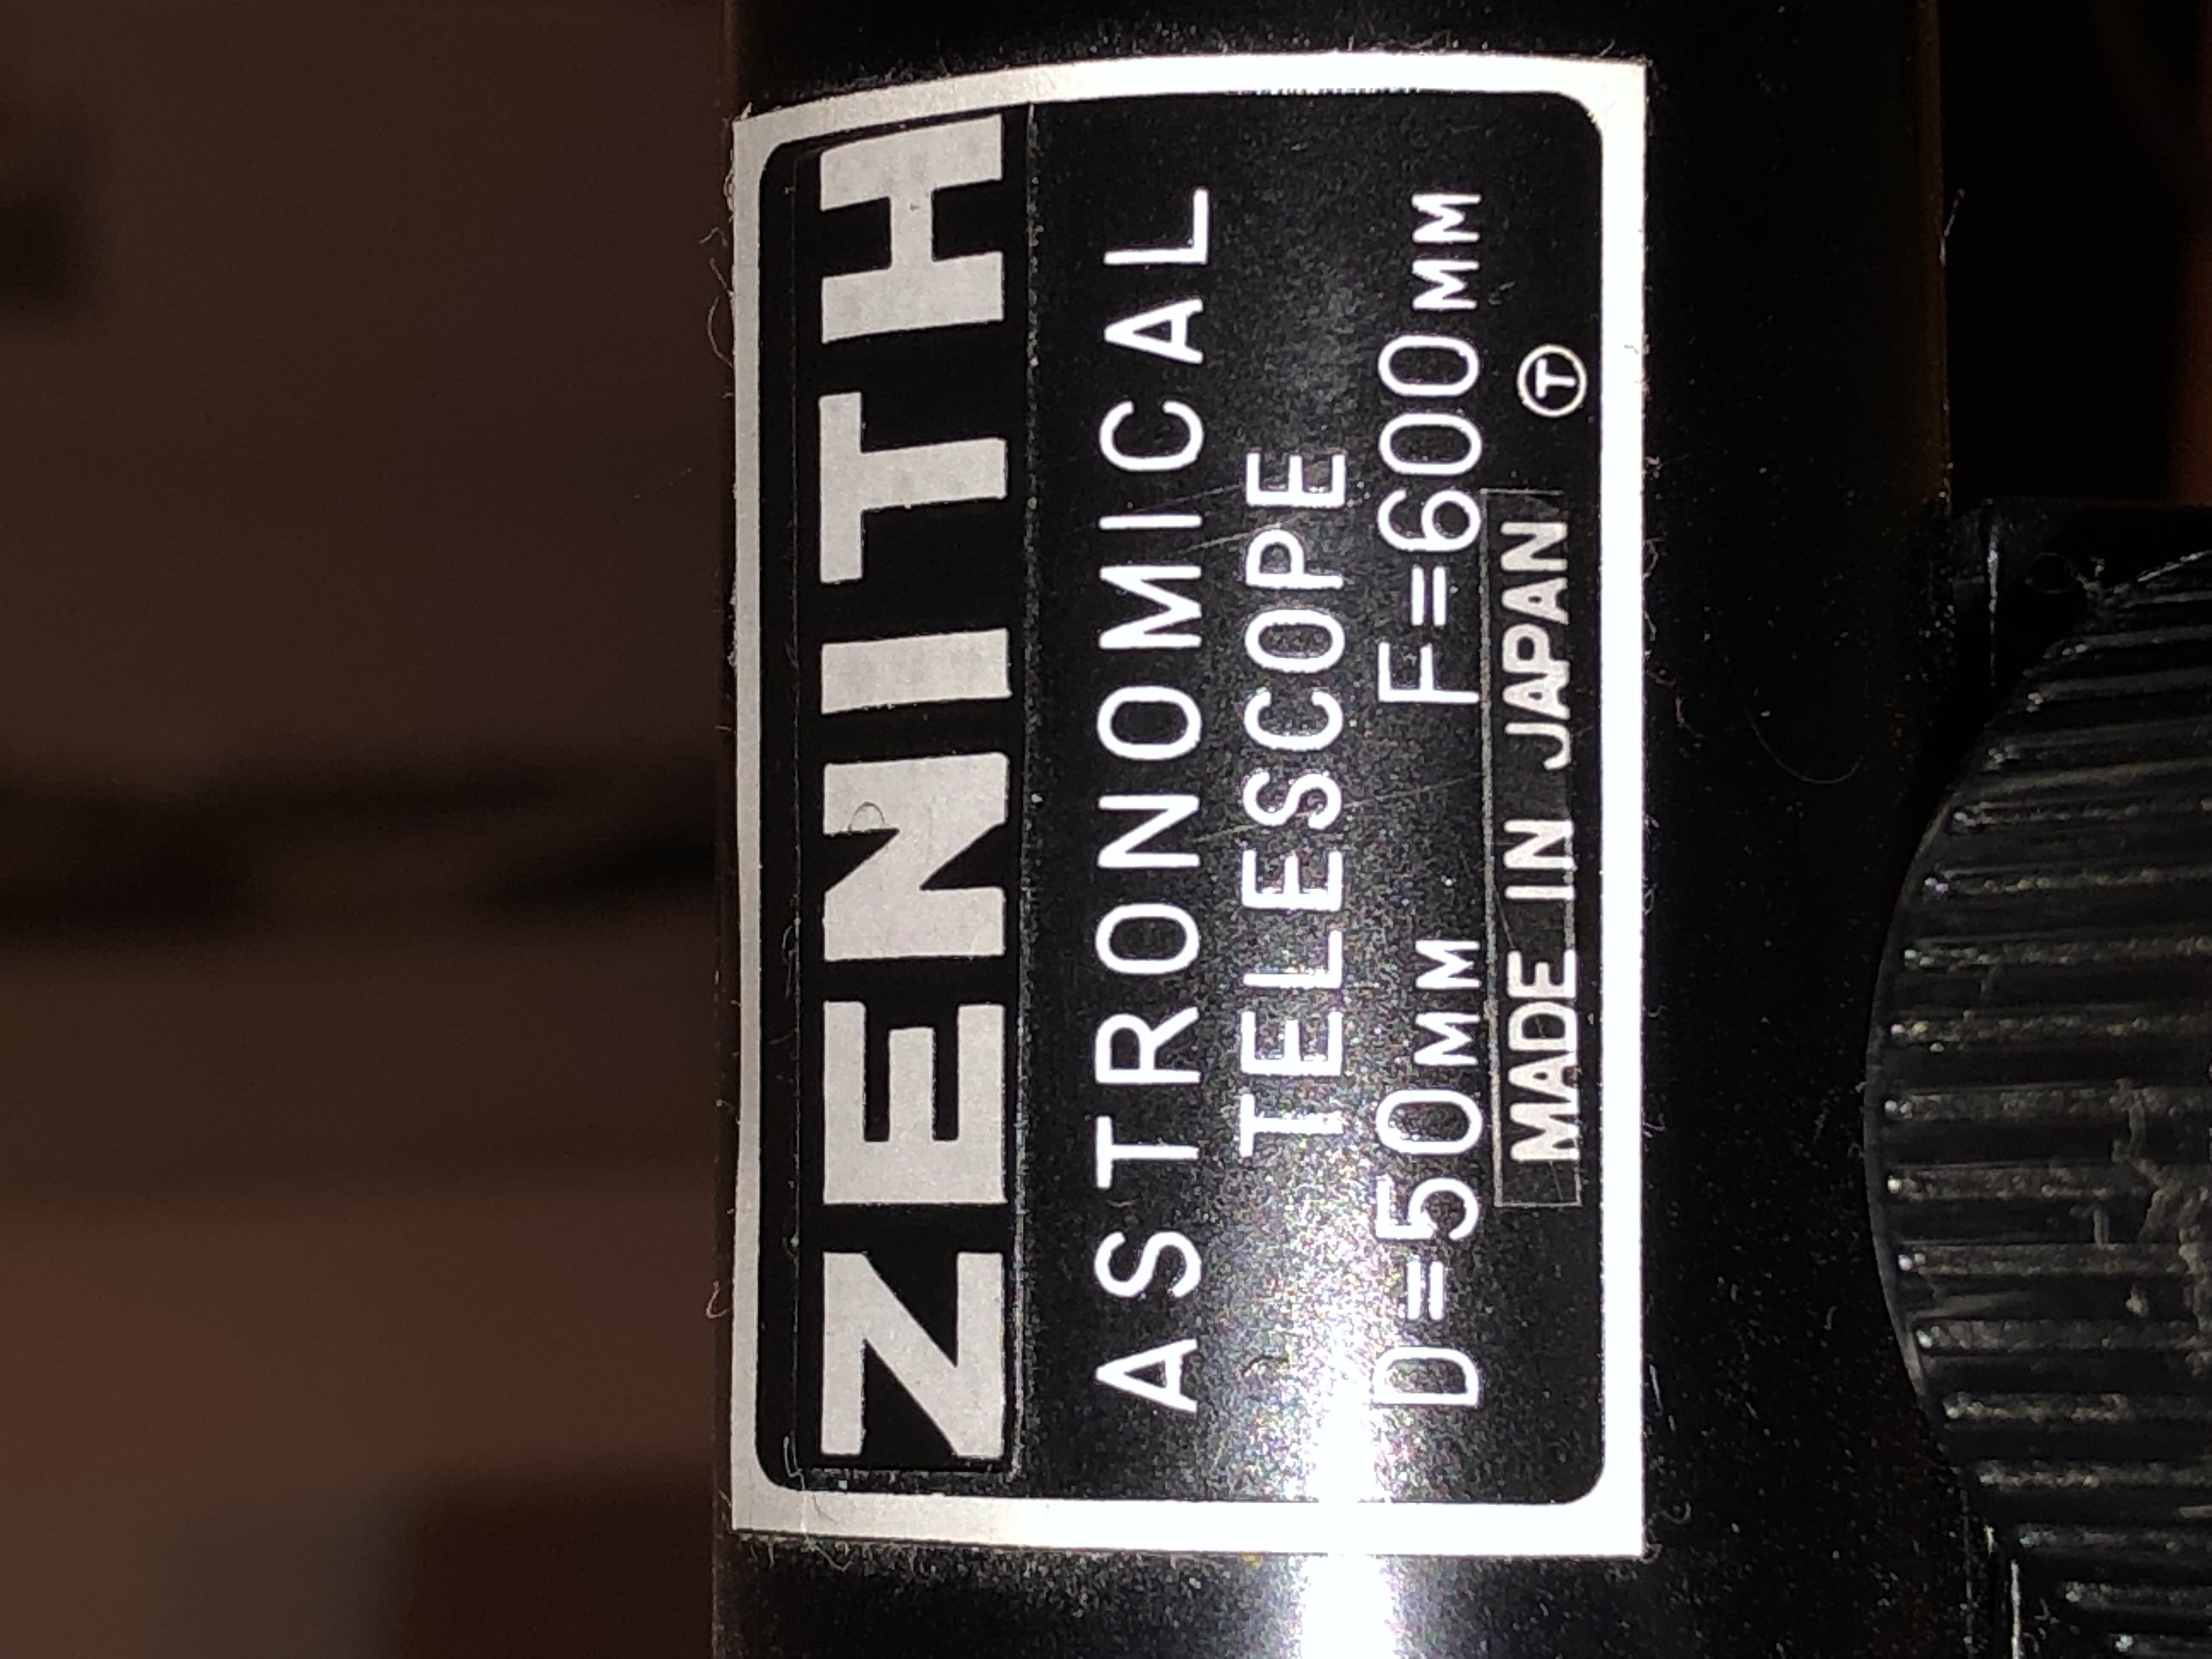 ZENITH
ASTRONOMICAL
TELESCOPE
D=50MM F=600MM
MADE IN JAPAN Ⓣ